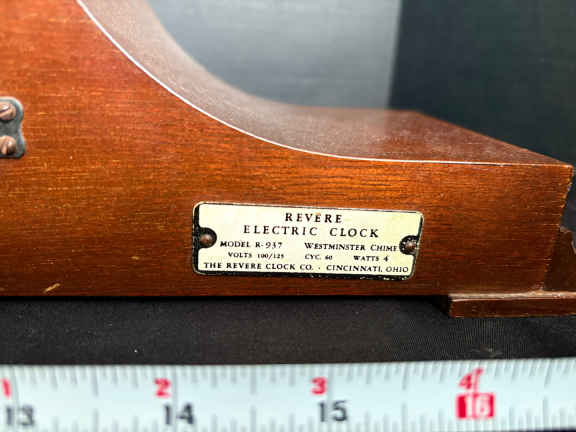 REVERE
ELECTRIC CLOCK
MODEL R-937 WESTMINSTER CHIME
VOLTS 100/125 CYC. 60 WATTS 4
THE REVERE CLOCK CO. - CINCINNATI, OHIO
1 2 3 4F
13 14 15 16